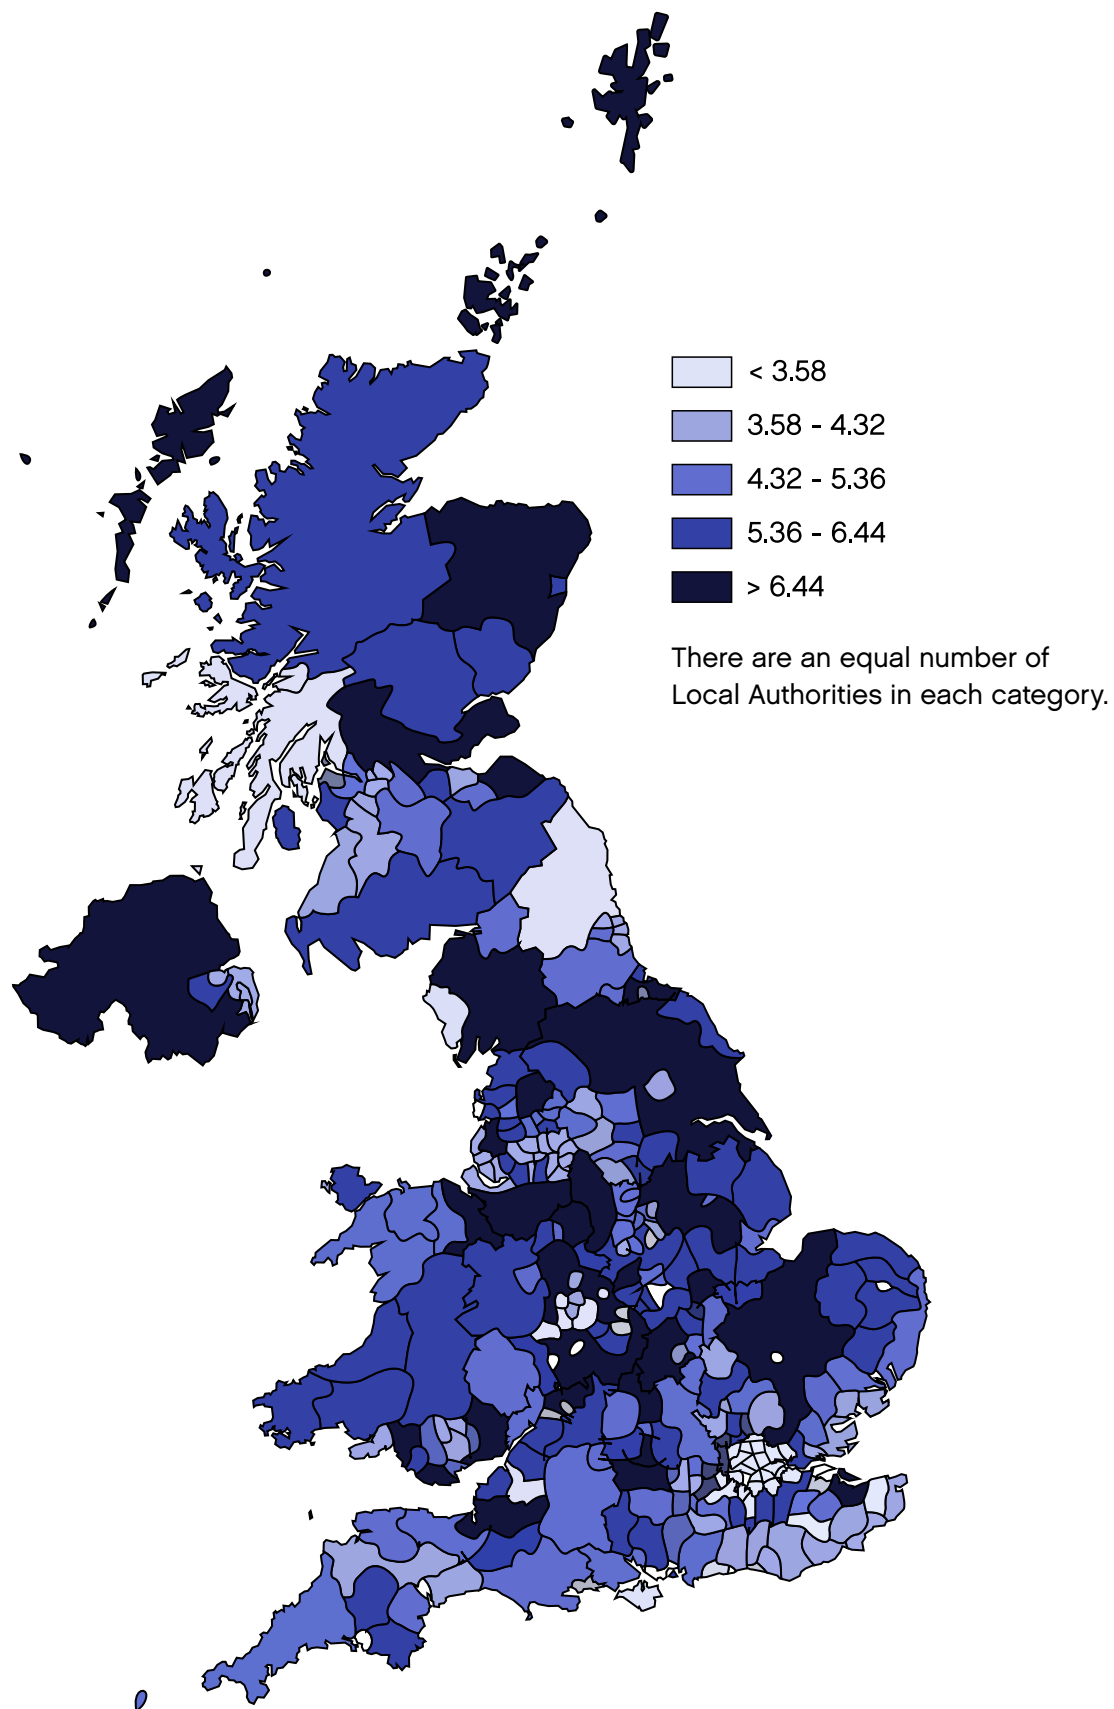 < 3.58
3.58 - 4.32
4.32 - 5.36
5.36 - 6.44
> 6.44
There are an equal number of
Local Authorities in each category.